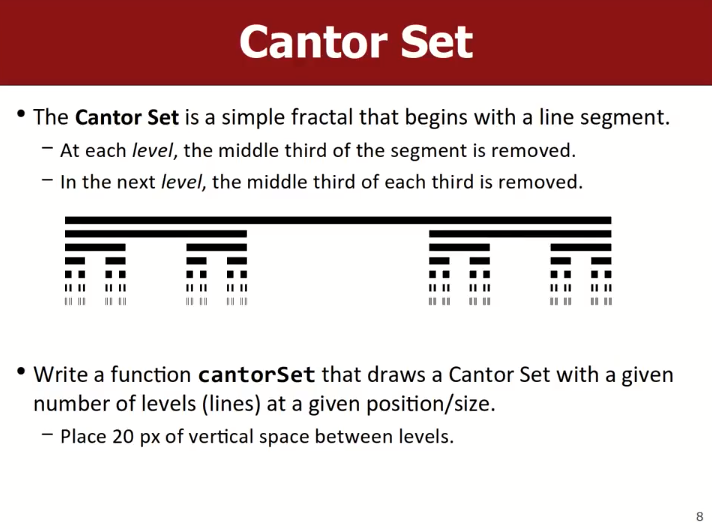 Cantor Set
• The Cantor Set is a simple fractal that begins with a line segment.
– At each level, the middle third of the segment is removed.
– In the next level, the middle third of each third is removed.
• Write a function cantorSet that draws a Cantor Set with a given
number of levels (lines) at a given position/size.
– Place 20 px of vertical space between levels.
8